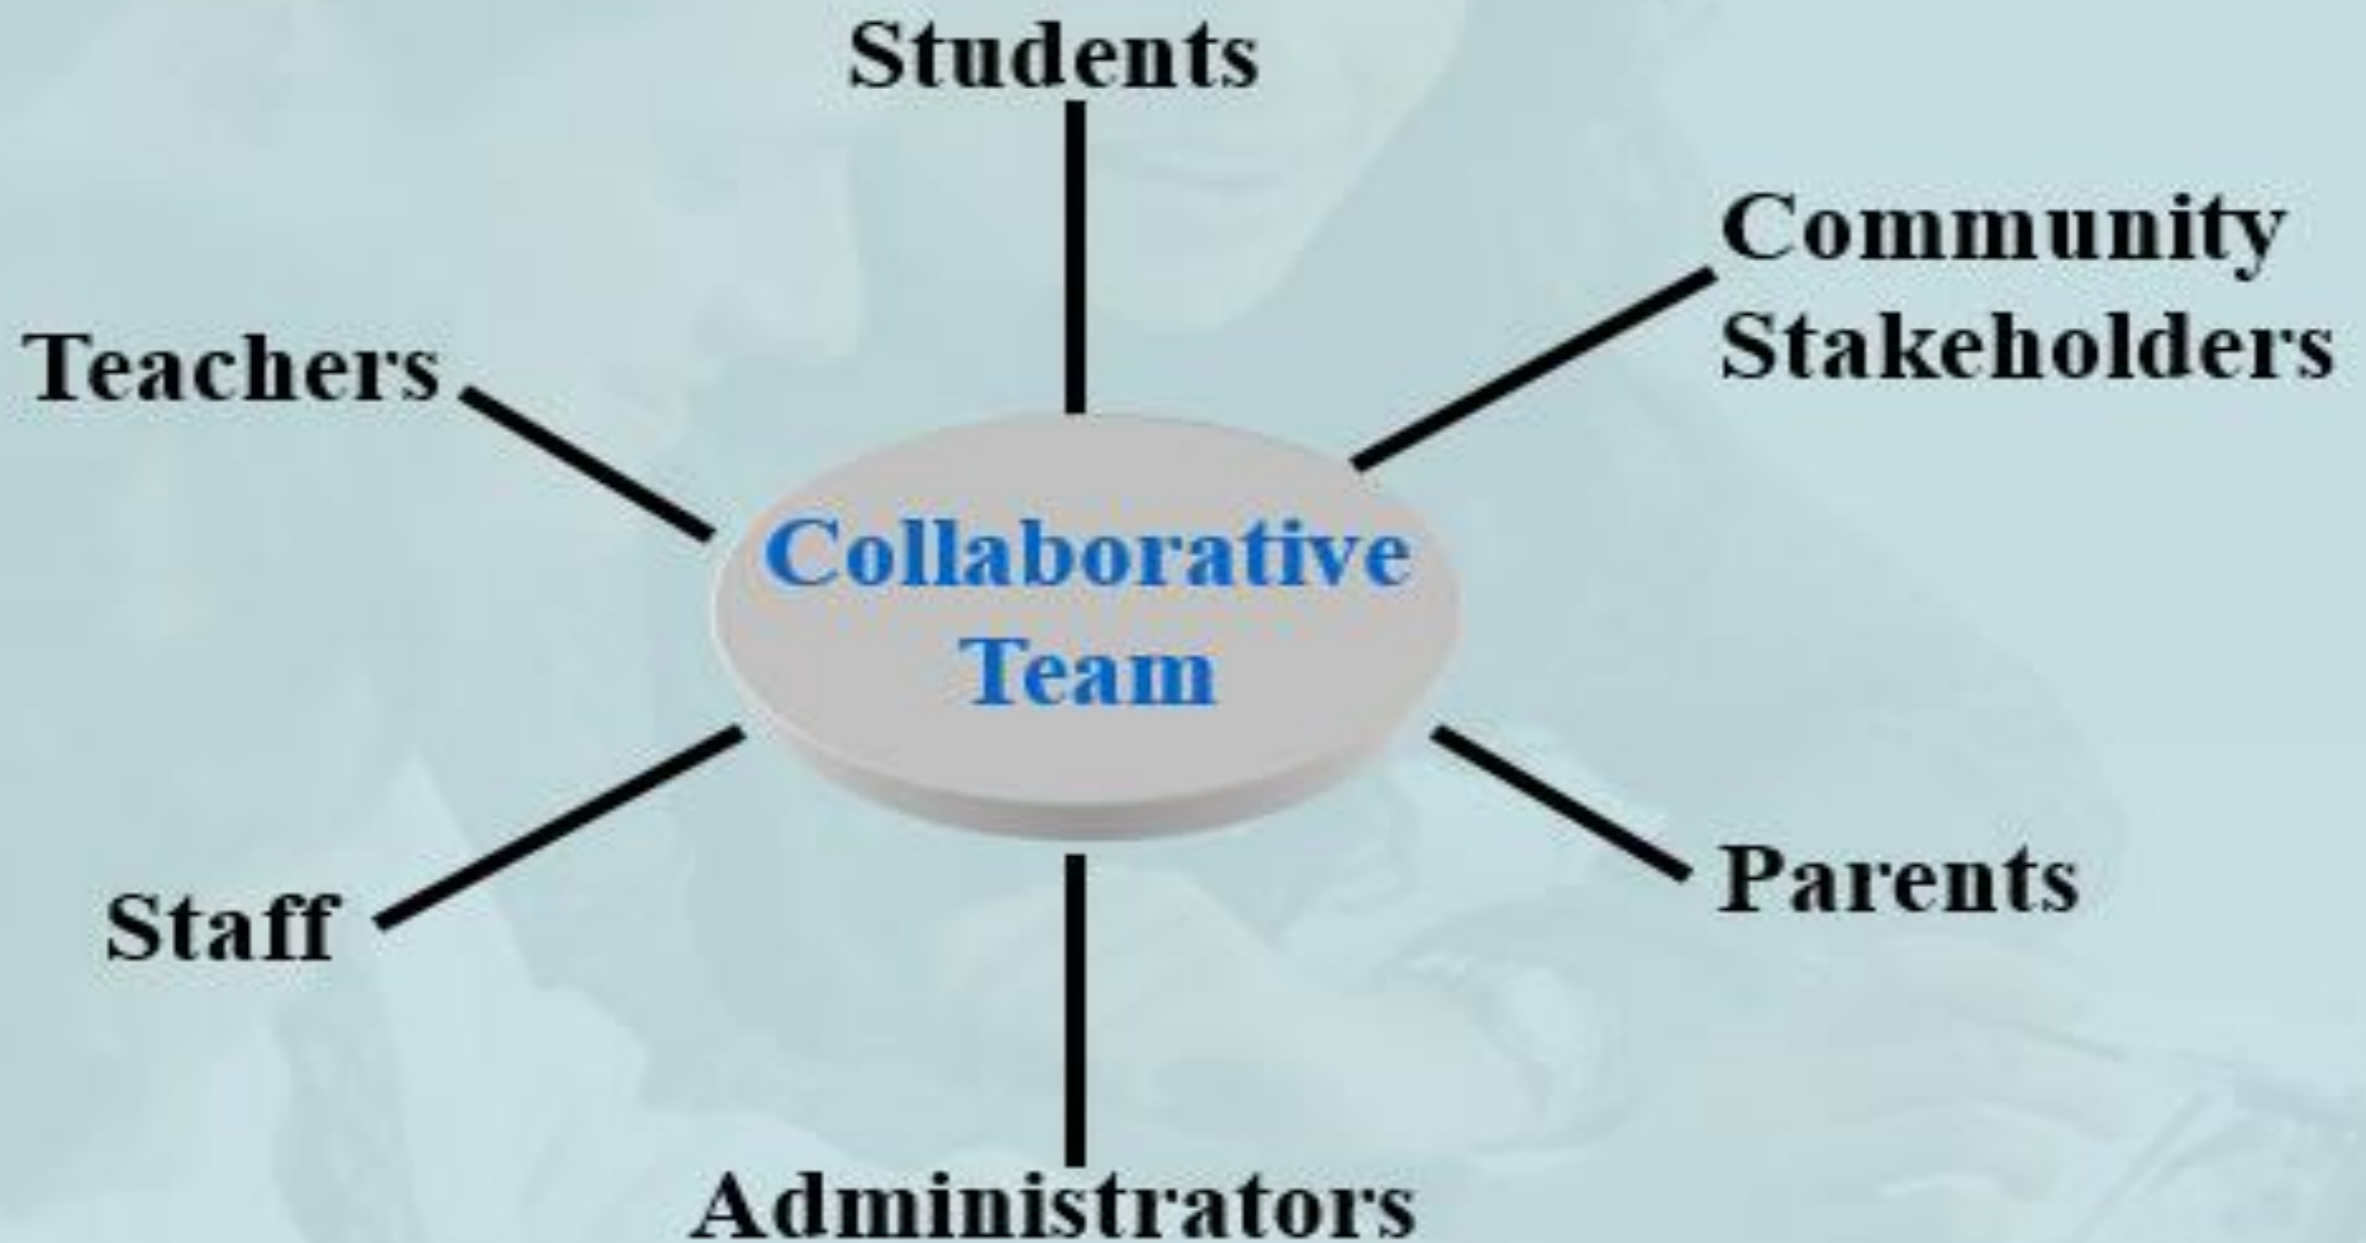 Students
Community
Stakeholders
Teachers
Collaborative
Team
Parents
Staff
Administrators